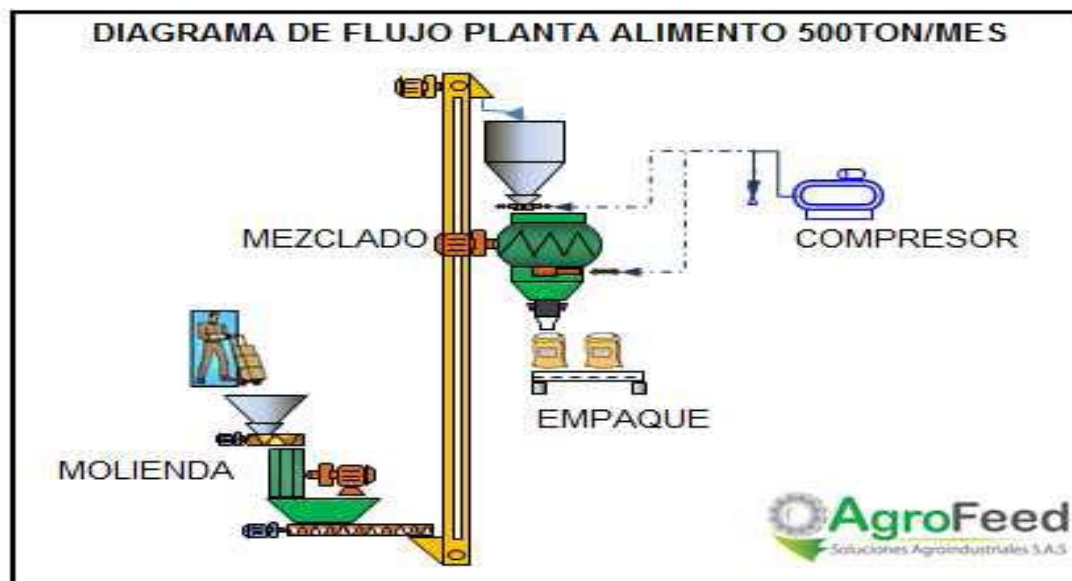 DIAGRAMA DE FLUJO PLANTA ALIMENTO 500TON/MES
MEZCLADO
COMPRESOR
EMPAQUE
MOLIENDA
AgroFeed
Soluciones Agroindustriales S.A.S